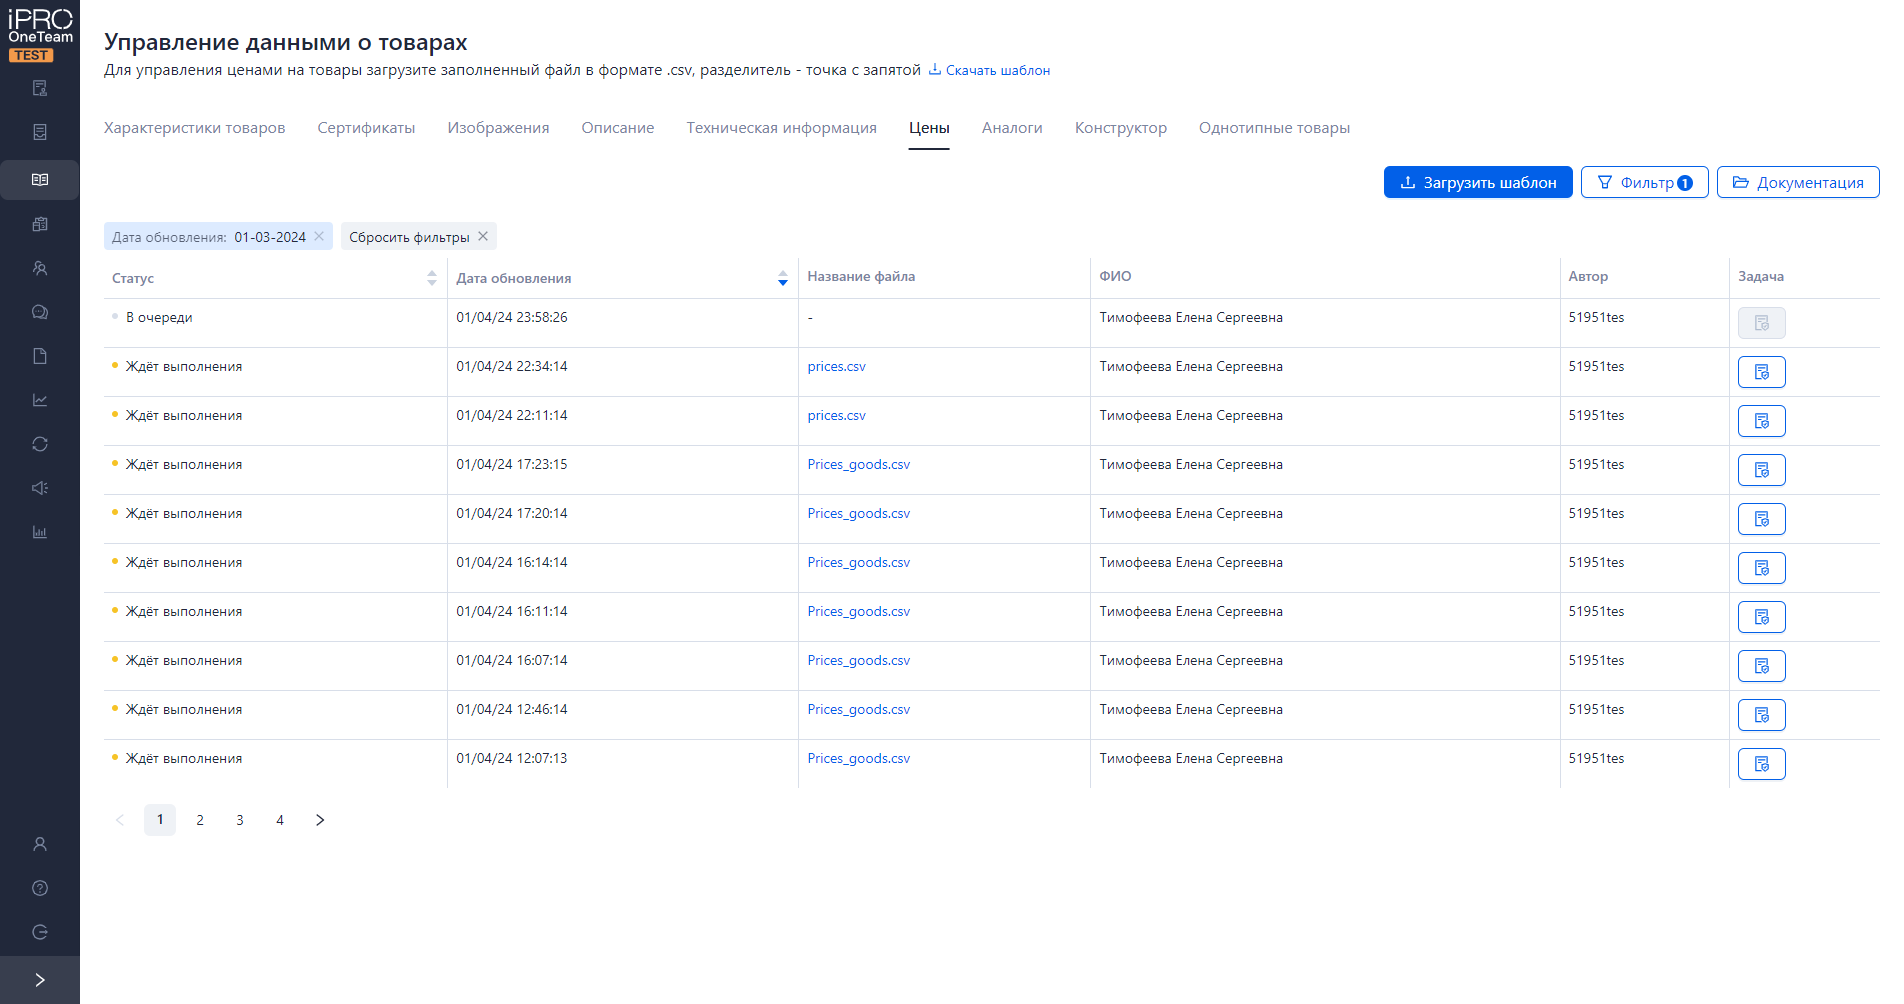 iPRO
OneTeam
TEST
Управление данными о товарах
Для управления ценами на товары загрузите заполненный файл в формате .csv, разделитель - точка с запятой Скачать шаблон
Характеристики товаров Сертификаты Изображения Описание Техническая информация Цены Аналоги Конструктор Однотипные товары
Загрузить шаблон Фильтр 1 Документация
Дата обновления: 01-03-2024 Сбросить фильтры
Статус Дата обновления Название файла ФИО Автор Задача
В очереди 01/04/24 23:58:26 - Тимофеева Елена Сергеевна 51951tes
Ждёт выполнения 01/04/24 22:34:14 prices.csv Тимофеева Елена Сергеевна 51951tes
Ждёт выполнения 01/04/24 22:11:14 prices.csv Тимофеева Елена Сергеевна 51951tes
Ждёт выполнения 01/04/24 17:23:15 Prices_goods.csv Тимофеева Елена Сергеевна 51951tes
Ждёт выполнения 01/04/24 17:20:14 Prices_goods.csv Тимофеева Елена Сергеевна 51951tes
Ждёт выполнения 01/04/24 16:14:14 Prices_goods.csv Тимофеева Елена Сергеевна 51951tes
Ждёт выполнения 01/04/24 16:11:14 Prices_goods.csv Тимофеева Елена Сергеевна 51951tes
Ждёт выполнения 01/04/24 16:07:14 Prices_goods.csv Тимофеева Елена Сергеевна 51951tes
Ждёт выполнения 01/04/24 12:46:14 Prices_goods.csv Тимофеева Елена Сергеевна 51951tes
Ждёт выполнения 01/04/24 12:07:13 Prices_goods.csv Тимофеева Елена Сергеевна 51951tes
1 2 3 4